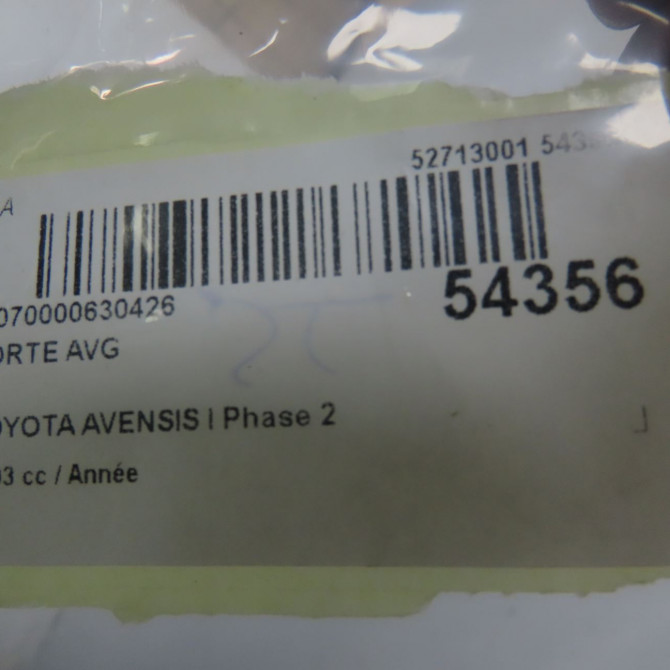 52713001 543
A
070000630426
54356
ORTE AVG
OYOTA AVENSIS I Phase 2
03 cc / Année